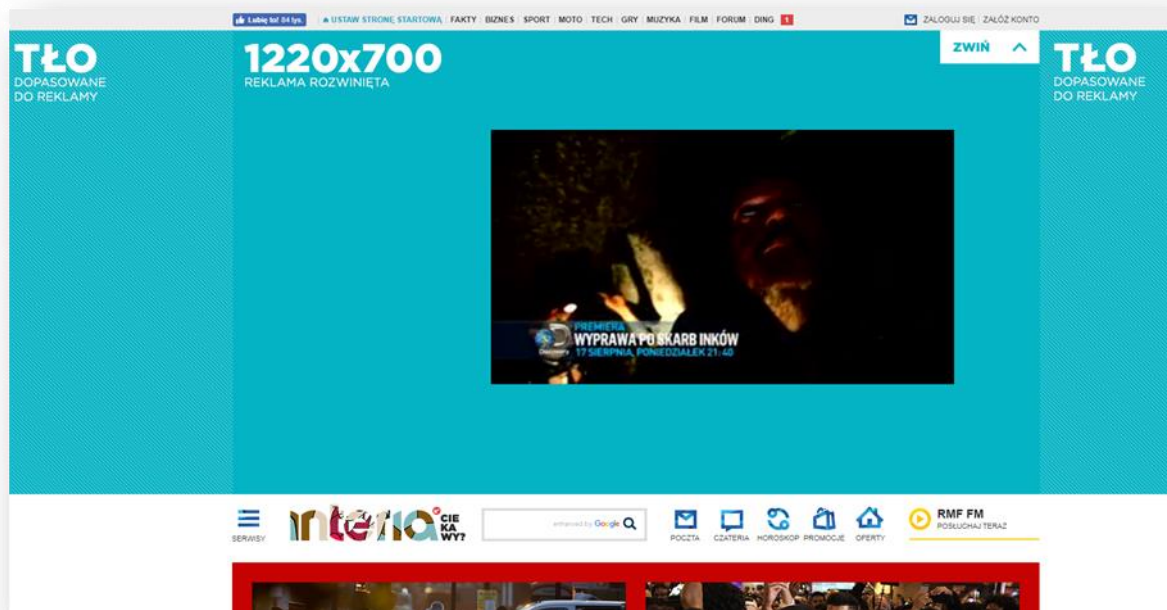 Lubię to! 84 tys.
USTAW STRONĘ STARTOWĄ FAKTY BIZNES SPORT MOTO TECH GRY MUZYKA FILM FORUM DING 1
ZALOGUJ SIĘ ZAŁÓŻ KONTO
TŁO
DOPASOWANE
DO REKLAMY
1220x700
REKLAMA ROZWINIĘTA
ZWIŃ
TŁO
DOPASOWANE
DO REKLAMY
PREMIERA
WYPRAWA PO SKARB INKÓW
17 SIERPNIA, PONIEDZIAŁEK 21:40
Discovery
SERWISY
interia
CIE
KA
WY?
enhanced by Google
POCZTA
CZATERIA
HOROSKOP
PROMOCJE
OFERTY
RMF FM
POSŁUCHAJ TERAZ